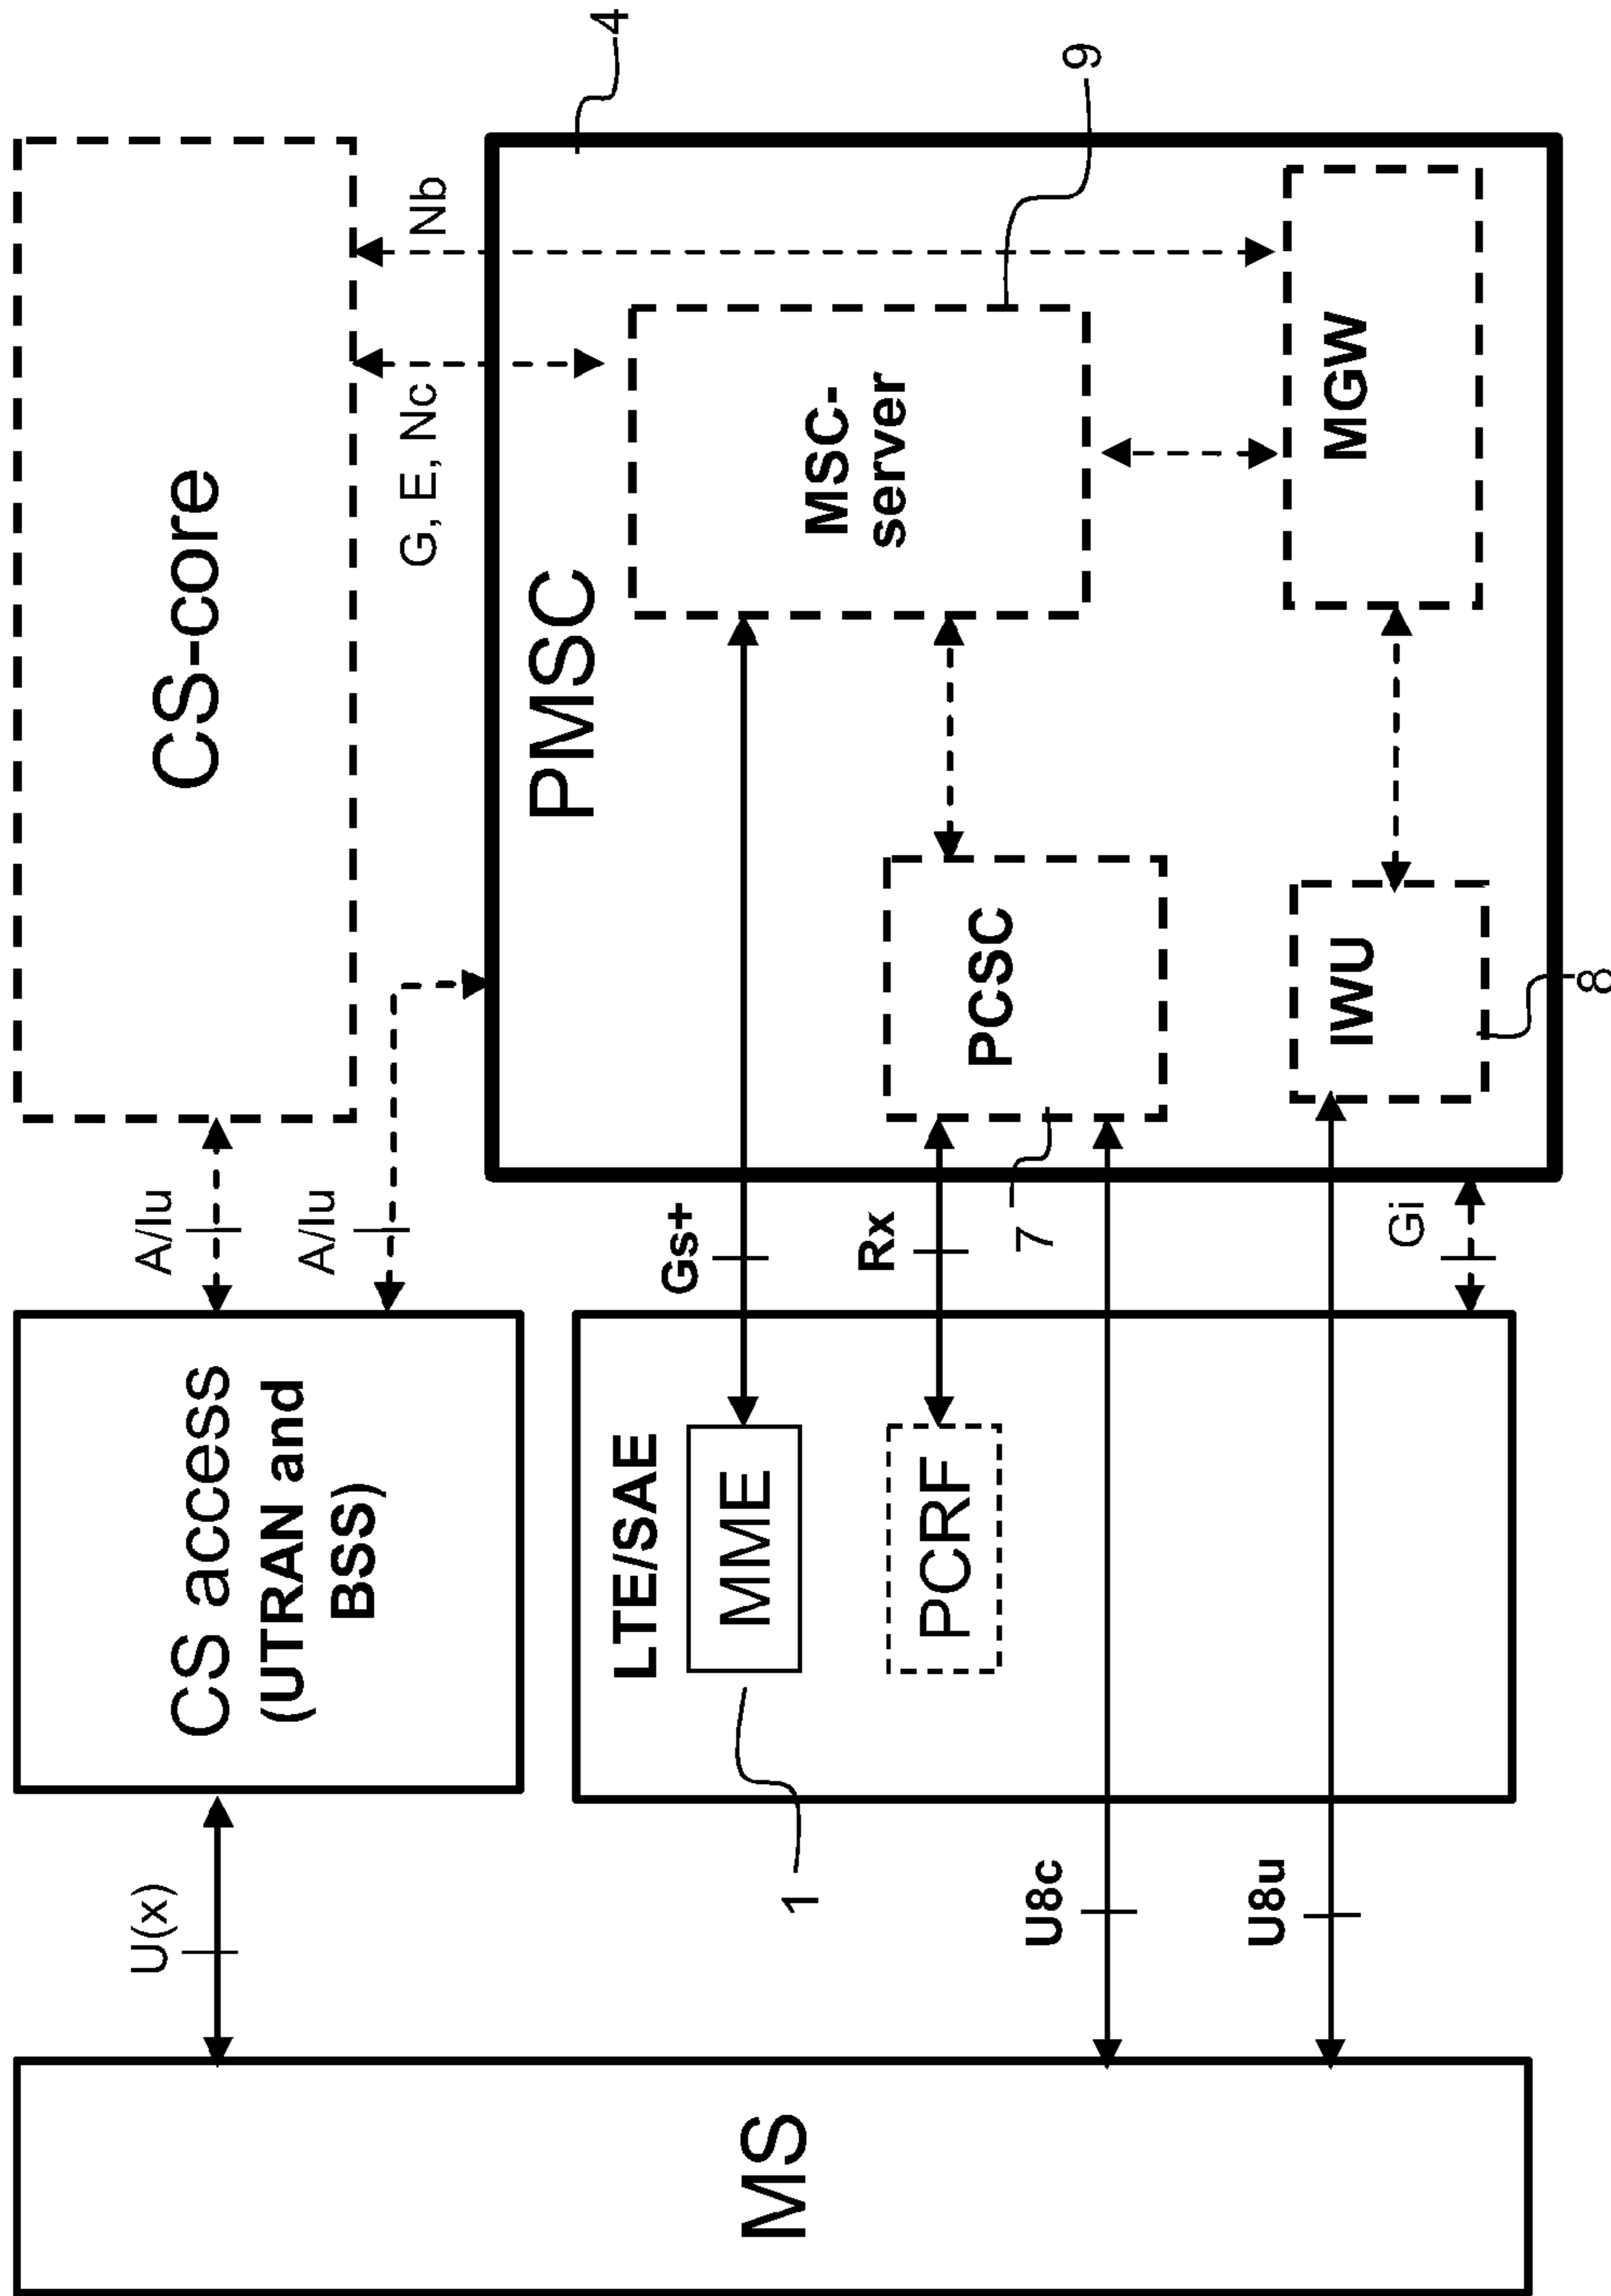 U(x)
A/Iu
CS-core
CS access
(UTRAN and
BSS)
A/Iu
G, E, Nc
Nb
4
PMSC
MS
LTE/SAE
Gs+
MME
1
MSC-
server
9
Rx
PCRF
7
PCSC
U8c
U8u
Gi
IWU
8
MGW